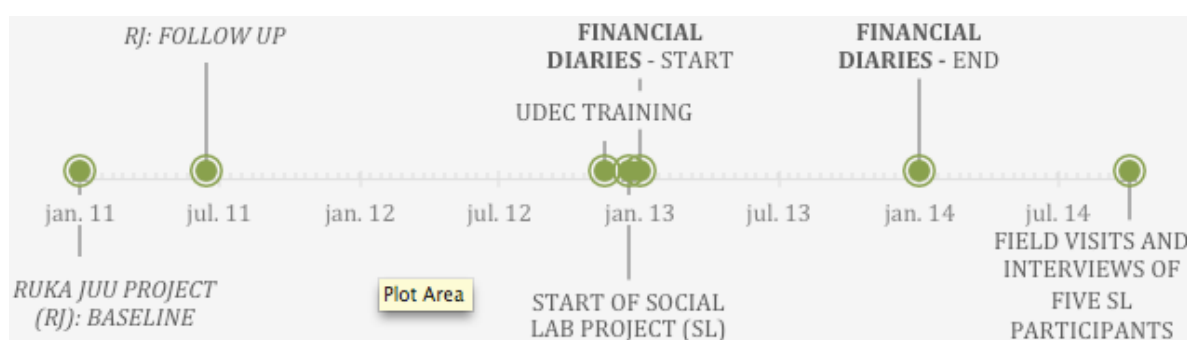 RJ: FOLLOW UP
FINANCIAL
DIARIES - START
FINANCIAL
DIARIES - END
UDEC TRAINING
jan. 11
jul. 11
jan. 12
jul. 12
jan. 13
jul. 13
jan. 14
jul. 14
RUKA JUU PROJECT
(RJ): BASELINE
Plot Area
START OF SOCIAL
LAB PROJECT (SL)
FIELD VISITS AND
INTERVIEWS OF
FIVE SL
PARTICIPANTS